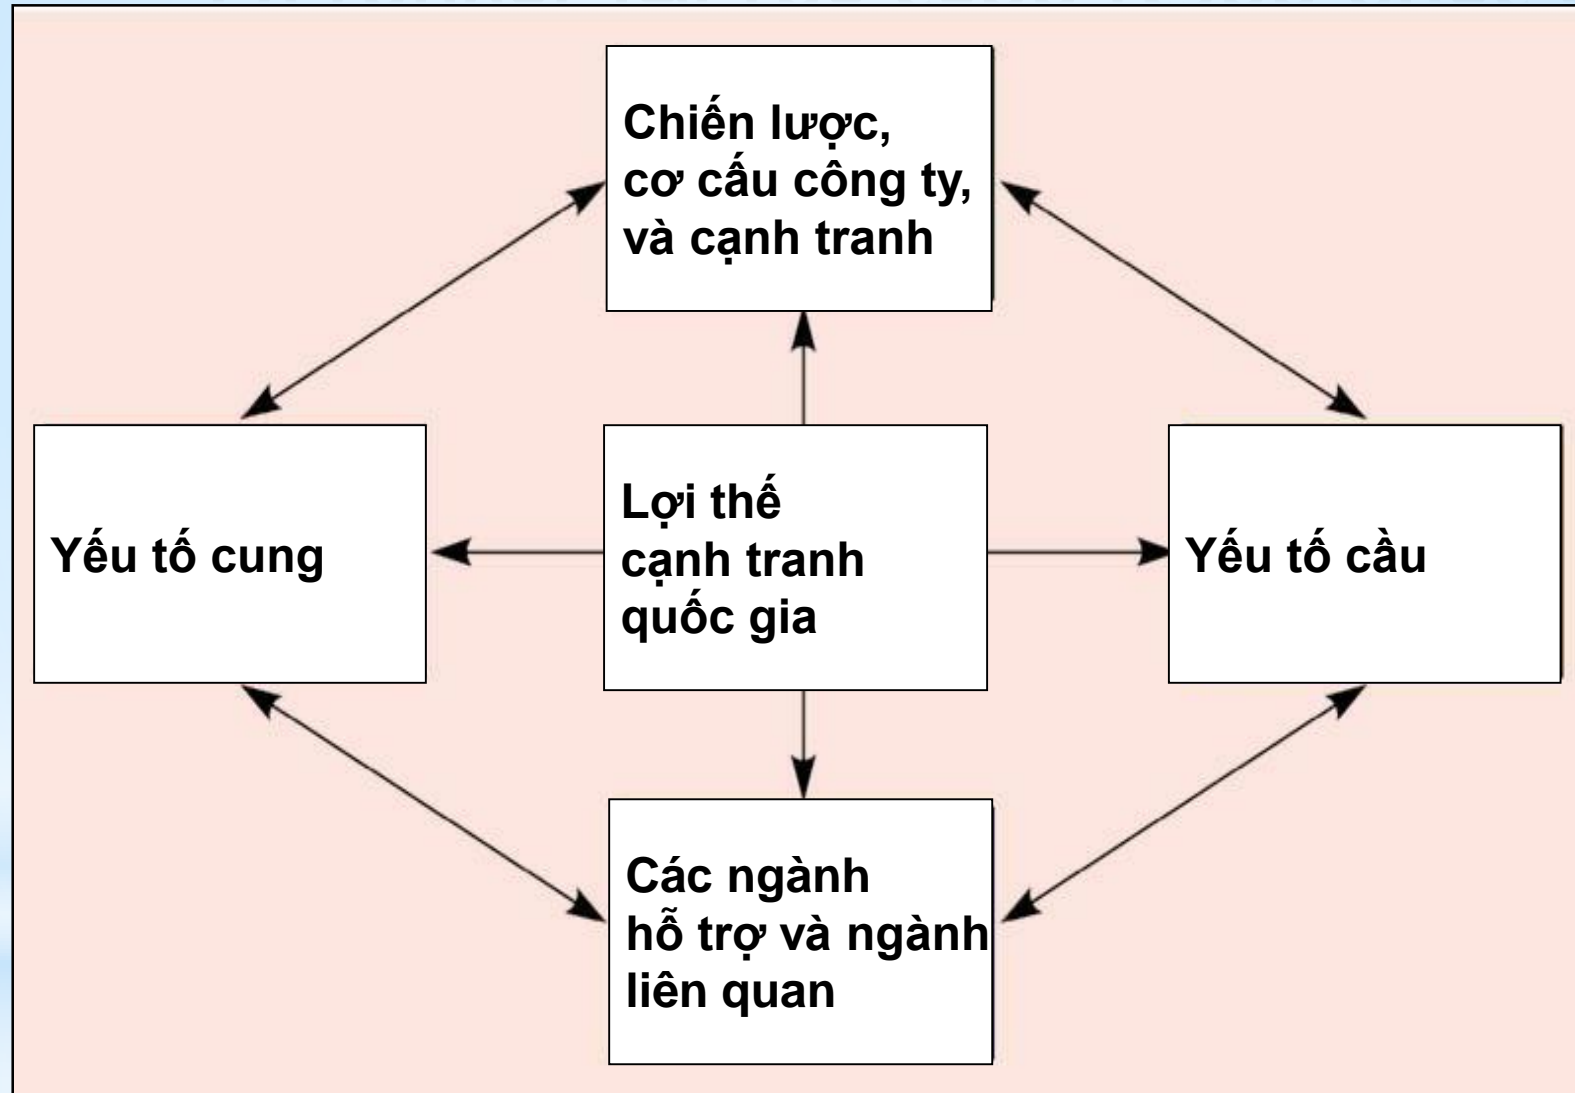 Chiến lược,
cơ cấu công ty,
và cạnh tranh
Yếu tố cung
Lợi thế
cạnh tranh
quốc gia
Yếu tố cầu
Các ngành
hỗ trợ và ngành
liên quan